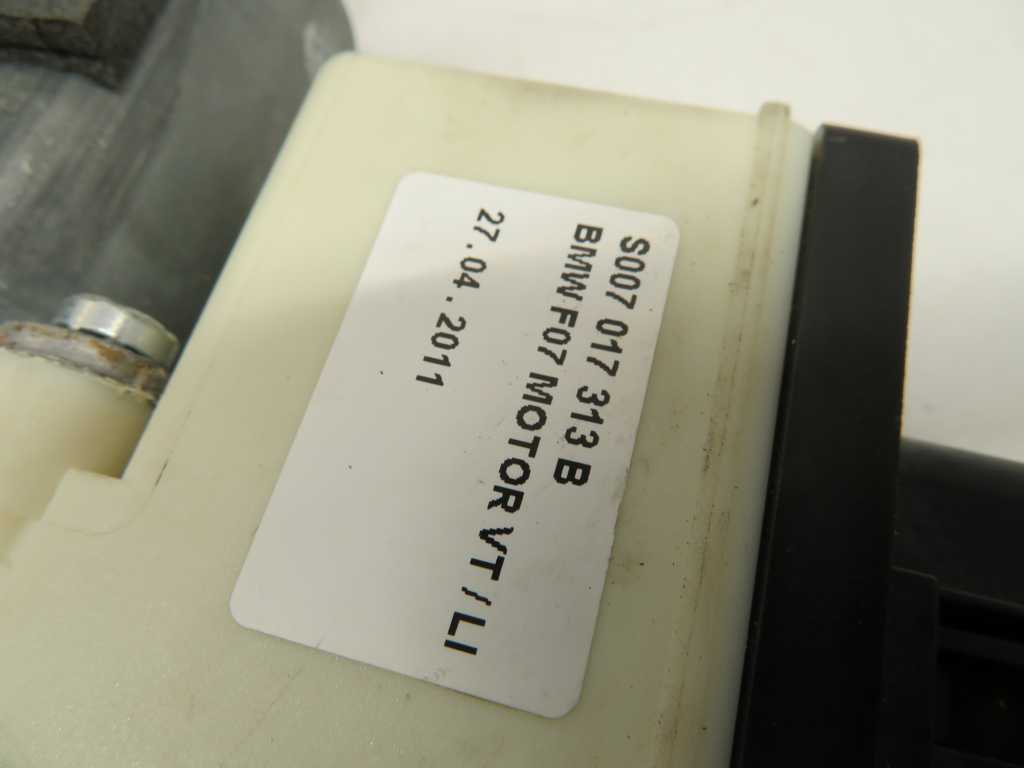 S007 017 313 B
BMW F07 MOTOR VT / LI
27.04.2011